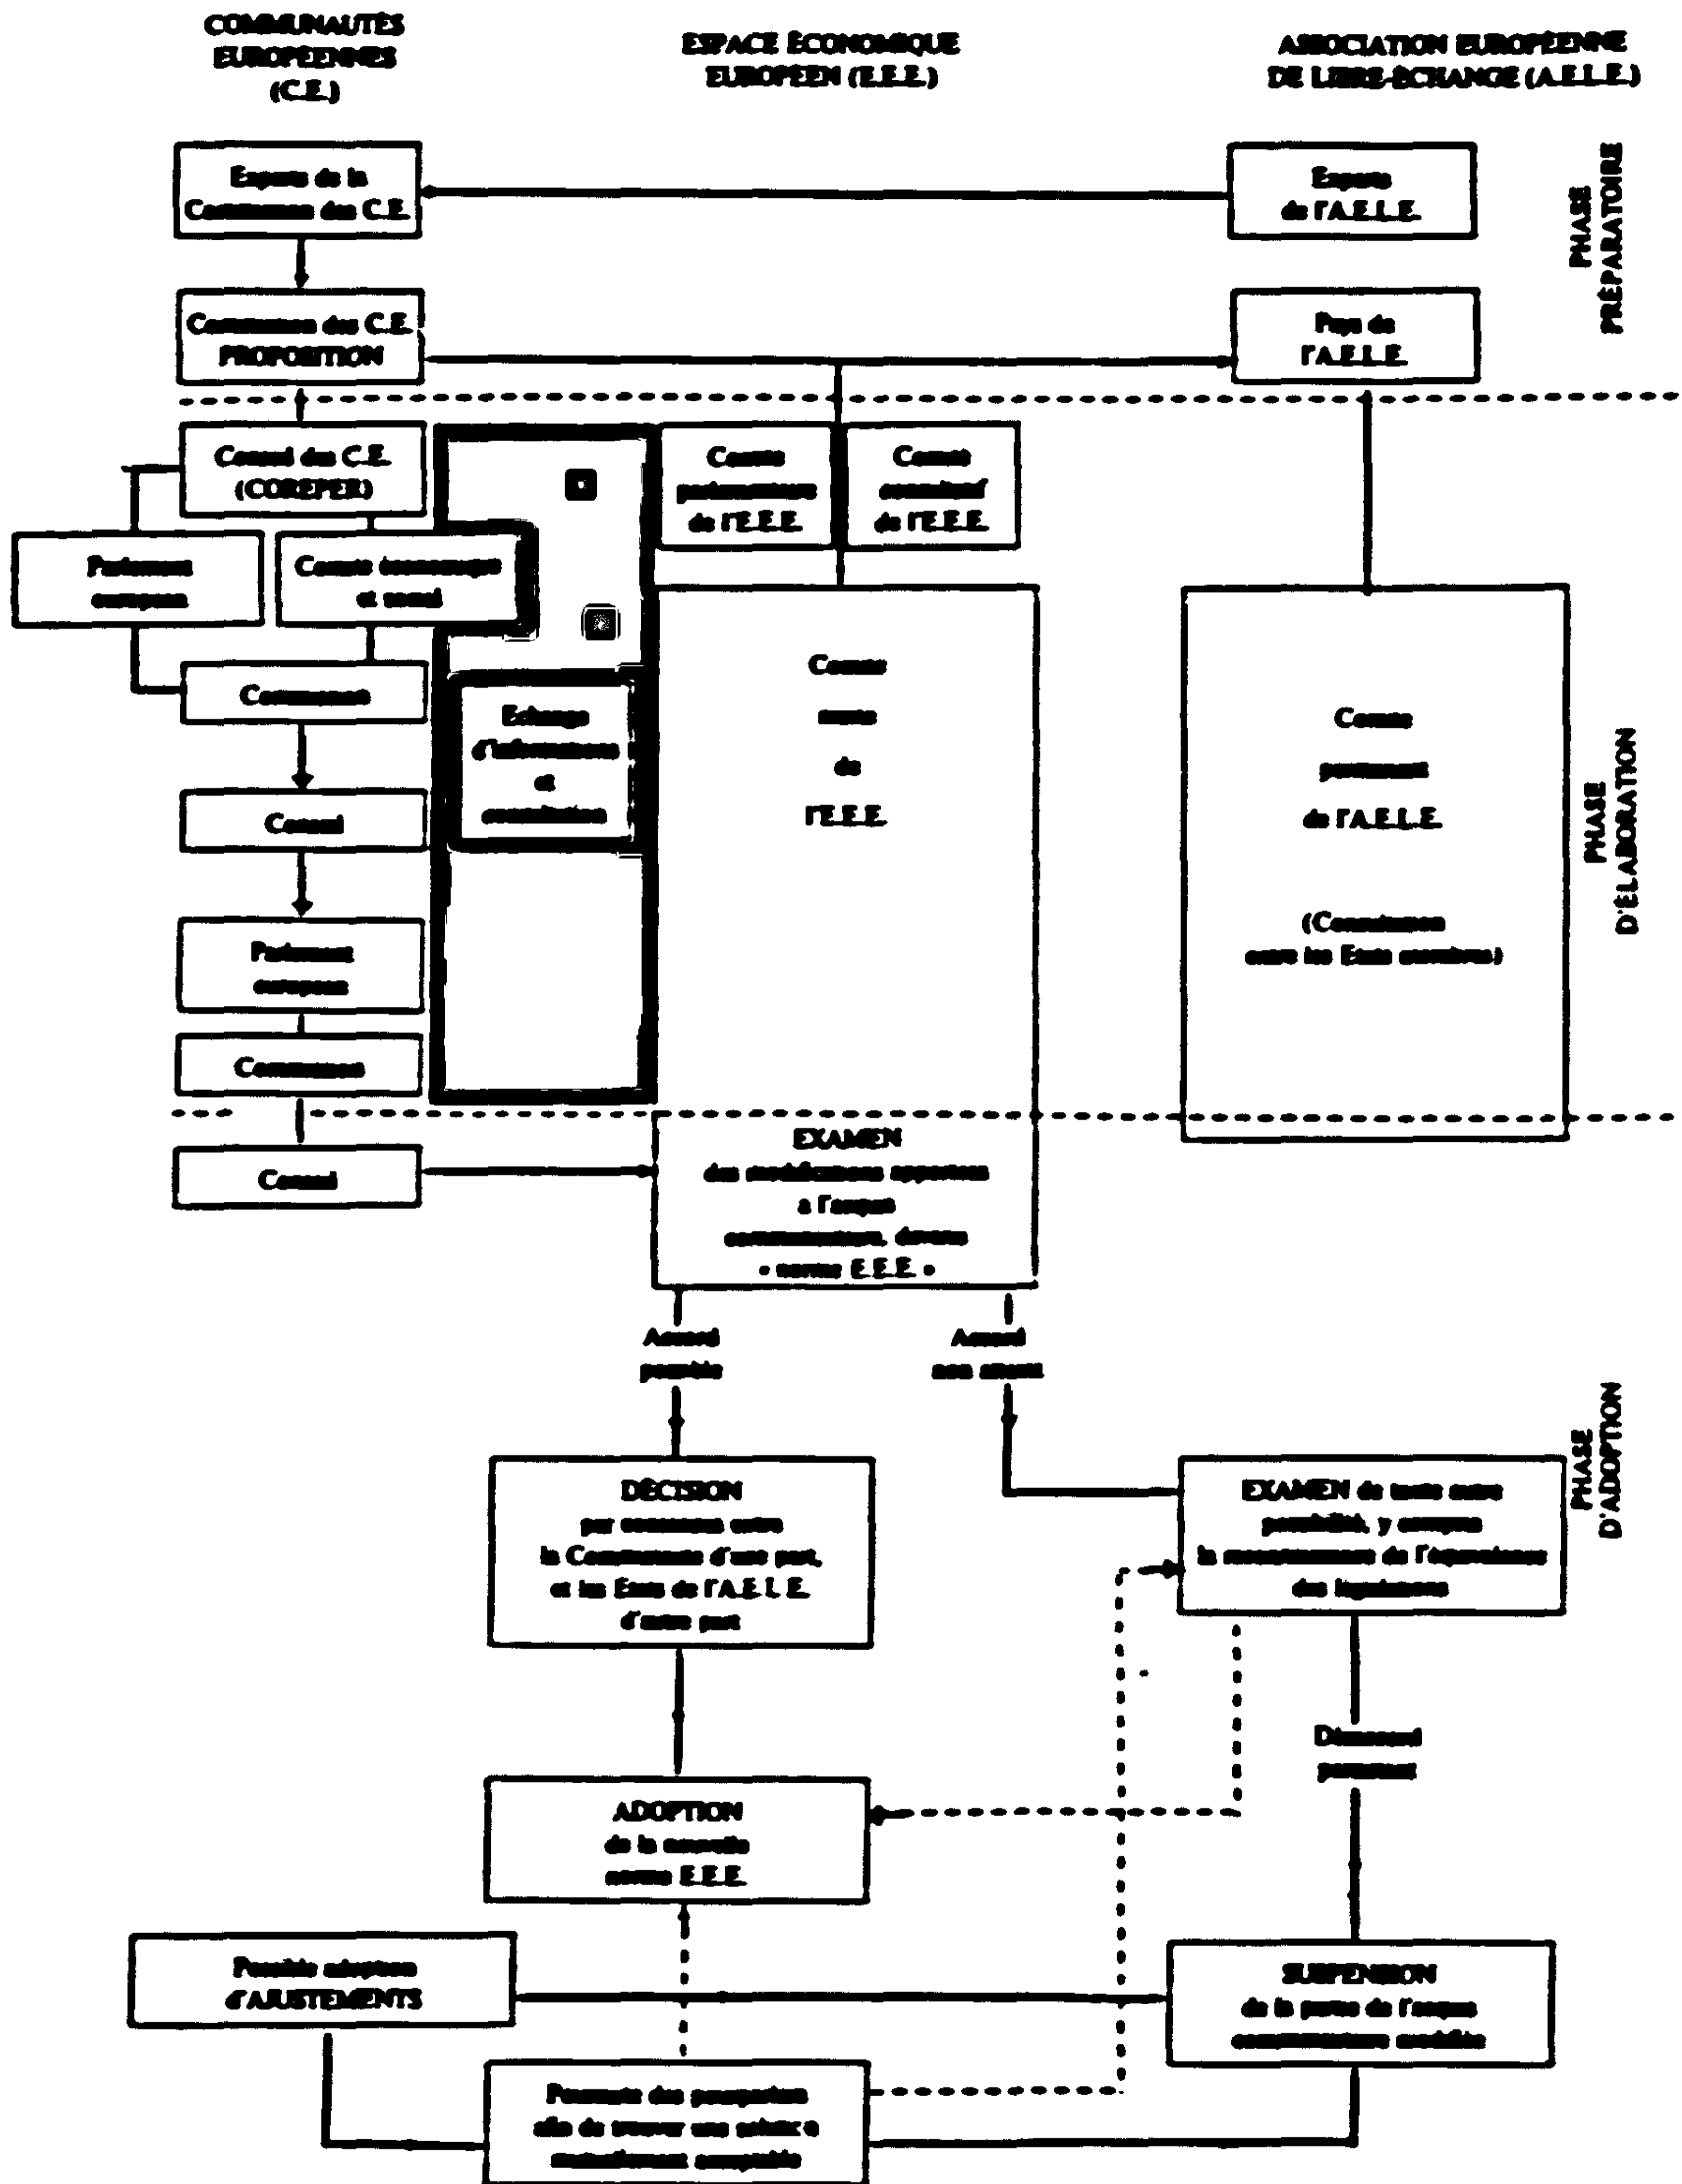 COMMUNAUTÉS
EUROPÉENNES
(C.E.)
ESPACE ÉCONOMIQUE
EUROPÉEN (E.E.E.)
ASSOCIATION EUROPÉENNE
DE LIBRE-ÉCHANGE (A.E.L.E.)
Experts de la
Commission des C.E.
Experts
de l'A.E.L.E.
PHASE
PRÉPARATOIRE
Commission des C.E.
PROPOSITION
Pays de
l'A.E.L.E.
Conseil des C.E.
(COREPER)
Comité
parlementaire
de l'E.E.E.
Comité
consultatif
de l'E.E.E.
Parlement
européen
Comité économique
et social
Commission
Echange
d'informations
et
consultations
Comité
mixte
de
l'E.E.E.
Comité
permanent
de l'A.E.L.E.
(Consultation
entre les Etats membres)
PHASE
D'ÉLABORATION
Conseil
Parlement
européen
Commission
Conseil
EXAMEN
des modifications apportées
à l'acquis
communautaire, devenu
« norme E.E.E. »
Accord
possible
Accord
non atteint
PHASE
D'ADOPTION
DÉCISION
par consensus entre
la Communauté d'une part,
et les Etats de l'A.E.L.E.
d'autre part
EXAMEN de toute autre
possibilité, y compris
la reconnaissance de l'équivalence
des législations
Désaccord
persistant
ADOPTION
de la nouvelle
norme E.E.E.
Possible adoption
d'AJUSTEMENTS
SUSPENSION
de la partie de l'acquis
communautaire modifiée
Poursuite des pourparlers
afin de trouver une solution
mutuellement acceptable